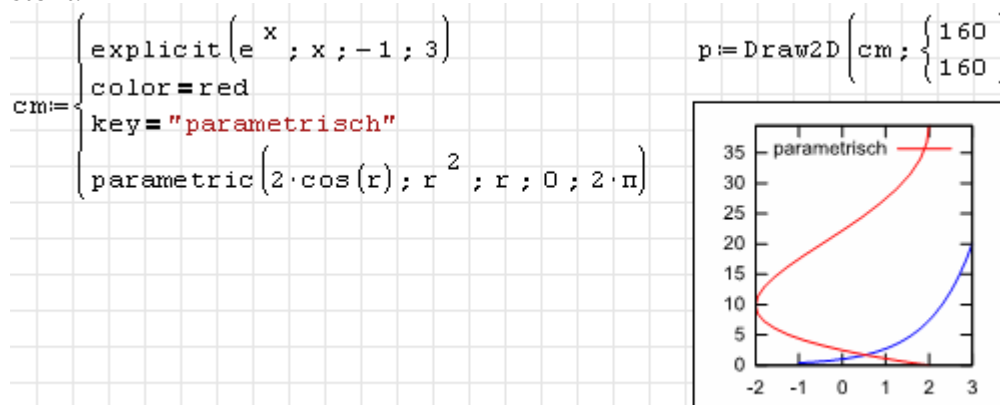 explicit(e^x ; x ; -1 ; 3)
color=red
cm:=
key="parametrisch"
parametric(2·cos(r) ; r^2 ; r ; 0 ; 2·π)
p:=Draw2D(cm ; {160
160
parametrisch
35
30
25
20
15
10
5
0
-2 -1 0 1 2 3